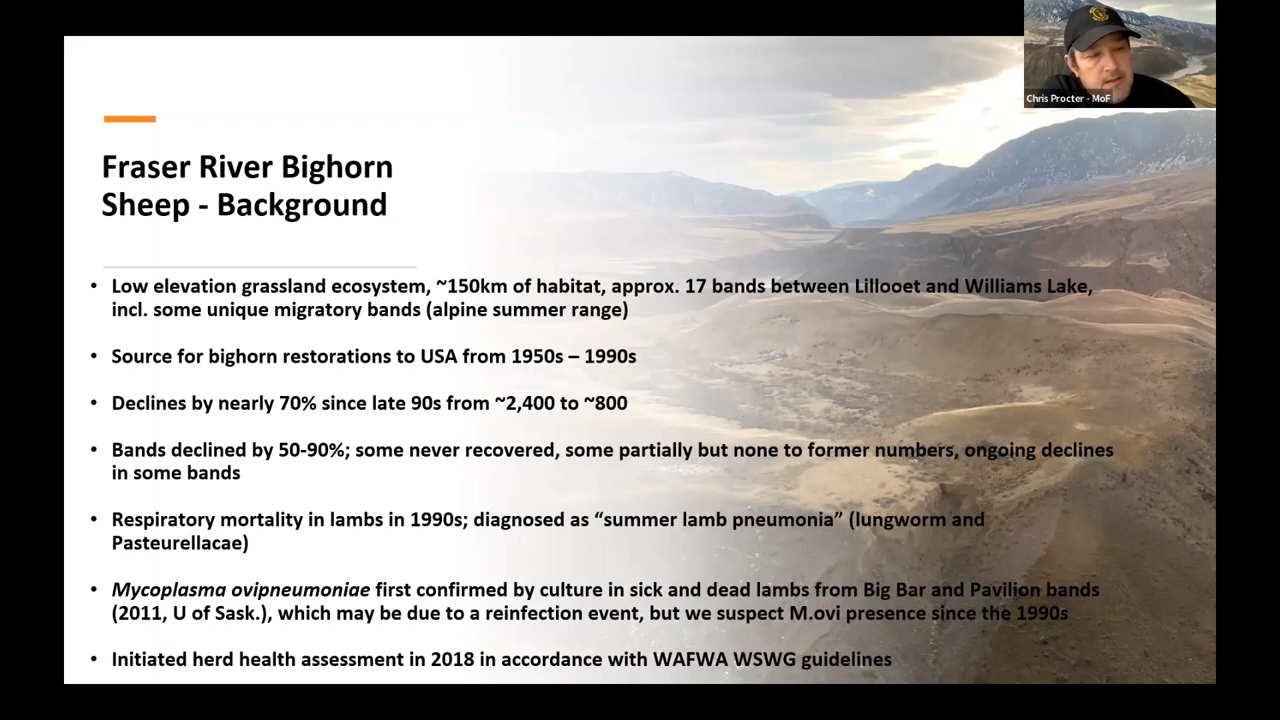 Chris Procter - MoF
Fraser River Bighorn
Sheep - Background
• Low elevation grassland ecosystem, ~150km of habitat, approx. 17 bands between Lillooet and Williams Lake,
incl. some unique migratory bands (alpine summer range)
• Source for bighorn restorations to USA from 1950s – 1990s
• Declines by nearly 70% since late 90s from ~2,400 to ~800
• Bands declined by 50-90%; some never recovered, some partially but none to former numbers, ongoing declines
in some bands
• Respiratory mortality in lambs in 1990s; diagnosed as “summer lamb pneumonia” (lungworm and
Pasteurellacae)
• Mycoplasma ovipneumoniae first confirmed by culture in sick and dead lambs from Big Bar and Pavilion bands
(2011, U of Sask.), which may be due to a reinfection event, but we suspect M.ovi presence since the 1990s
• Initiated herd health assessment in 2018 in accordance with WAFWA WSWG guidelines